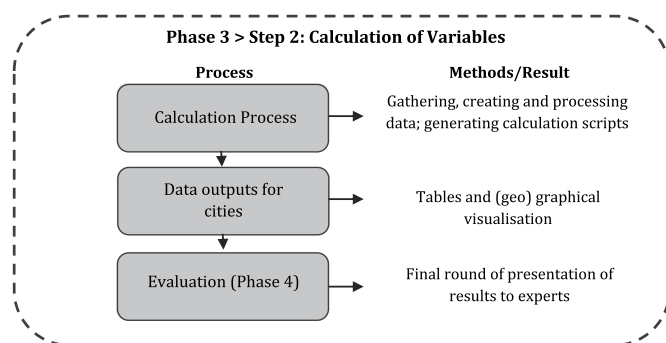 Phase 3 > Step 2: Calculation of Variables
Process
Methods/Result
Calculation Process
Gathering, creating and processing
data; generating calculation scripts
Data outputs for
cities
Tables and (geo) graphical
visualisation
Evaluation (Phase 4)
Final round of presentation of
results to experts